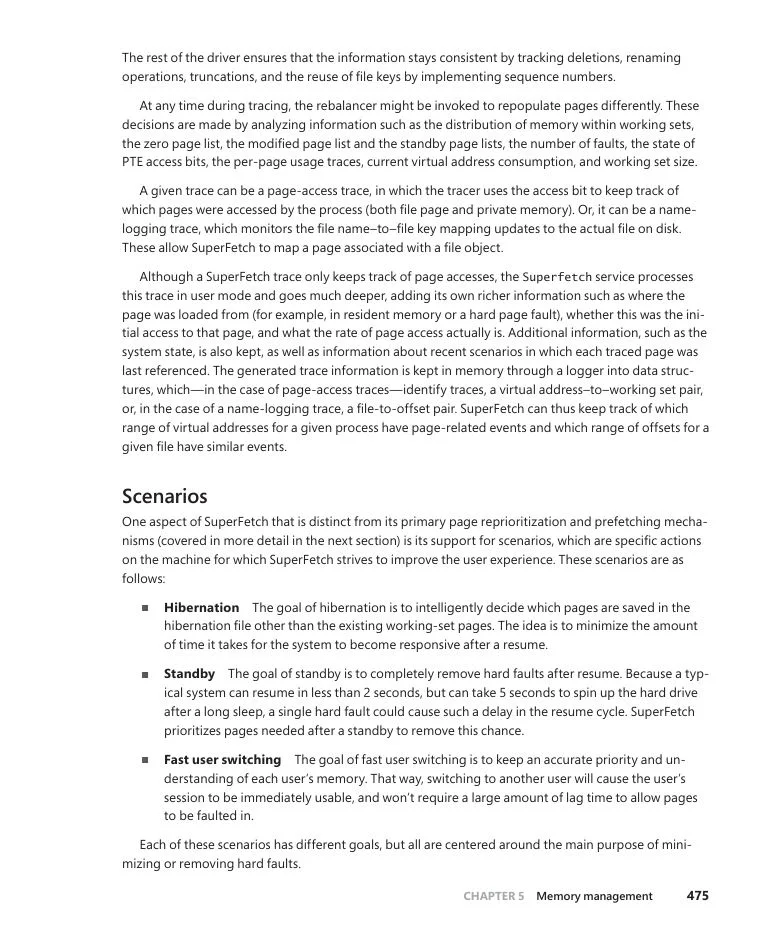 The rest of the driver ensures that the information stays consistent by tracking deletions, renaming
operations, truncations, and the reuse of file keys by implementing sequence numbers.
At any time during tracing, the rebalancer might be invoked to repopulate pages differently. These
decisions are made by analyzing information such as the distribution of memory within working sets,
the zero page list, the modified page list and the standby page lists, the number of faults, the state of
PTE access bits, the per-page usage traces, current virtual address consumption, and working set size.
A given trace can be a page-access trace, in which the tracer uses the access bit to keep track of
which pages were accessed by the process (both file page and private memory). Or, it can be a name-
logging trace, which monitors the file name–to–file key mapping updates to the actual file on disk.
These allow SuperFetch to map a page associated with a file object.
Although a SuperFetch trace only keeps track of page accesses, the Superfetch service processes
this trace in user mode and goes much deeper, adding its own richer information such as where the
page was loaded from (for example, in resident memory or a hard page fault), whether this was the ini-
tial access to that page, and what the rate of page access actually is. Additional information, such as the
system state, is also kept, as well as information about recent scenarios in which each traced page was
last referenced. The generated trace information is kept in memory through a logger into data struc-
tures, which—in the case of page-access traces—identify traces, a virtual address–to–working set pair,
or, in the case of a name-logging trace, a file-to-offset pair. SuperFetch can thus keep track of which
range of virtual addresses for a given process have page-related events and which range of offsets for a
given file have similar events.
Scenarios
One aspect of SuperFetch that is distinct from its primary page reprioritization and prefetching mecha-
nisms (covered in more detail in the next section) is its support for scenarios, which are specific actions
on the machine for which SuperFetch strives to improve the user experience. These scenarios are as
follows:
■ Hibernation The goal of hibernation is to intelligently decide which pages are saved in the
hibernation file other than the existing working-set pages. The idea is to minimize the amount
of time it takes for the system to become responsive after a resume.
■ Standby The goal of standby is to completely remove hard faults after resume. Because a typ-
ical system can resume in less than 2 seconds, but can take 5 seconds to spin up the hard drive
after a long sleep, a single hard fault could cause such a delay in the resume cycle. SuperFetch
prioritizes pages needed after a standby to remove this chance.
■ Fast user switching The goal of fast user switching is to keep an accurate priority and un-
derstanding of each user’s memory. That way, switching to another user will cause the user’s
session to be immediately usable, and won’t require a large amount of lag time to allow pages
to be faulted in.
Each of these scenarios has different goals, but all are centered around the main purpose of mini-
mizing or removing hard faults.
CHAPTER 5 Memory management 475